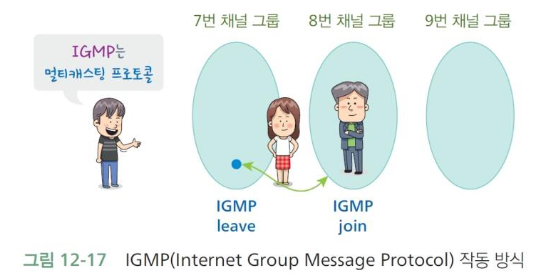 7번 채널 그룹
8번 채널 그룹
9번 채널 그룹
IGMP는
멀티캐스팅 프로토콜
IGMP
leave
IGMP
join
그림 12-17 IGMP(Internet Group Message Protocol) 작동 방식